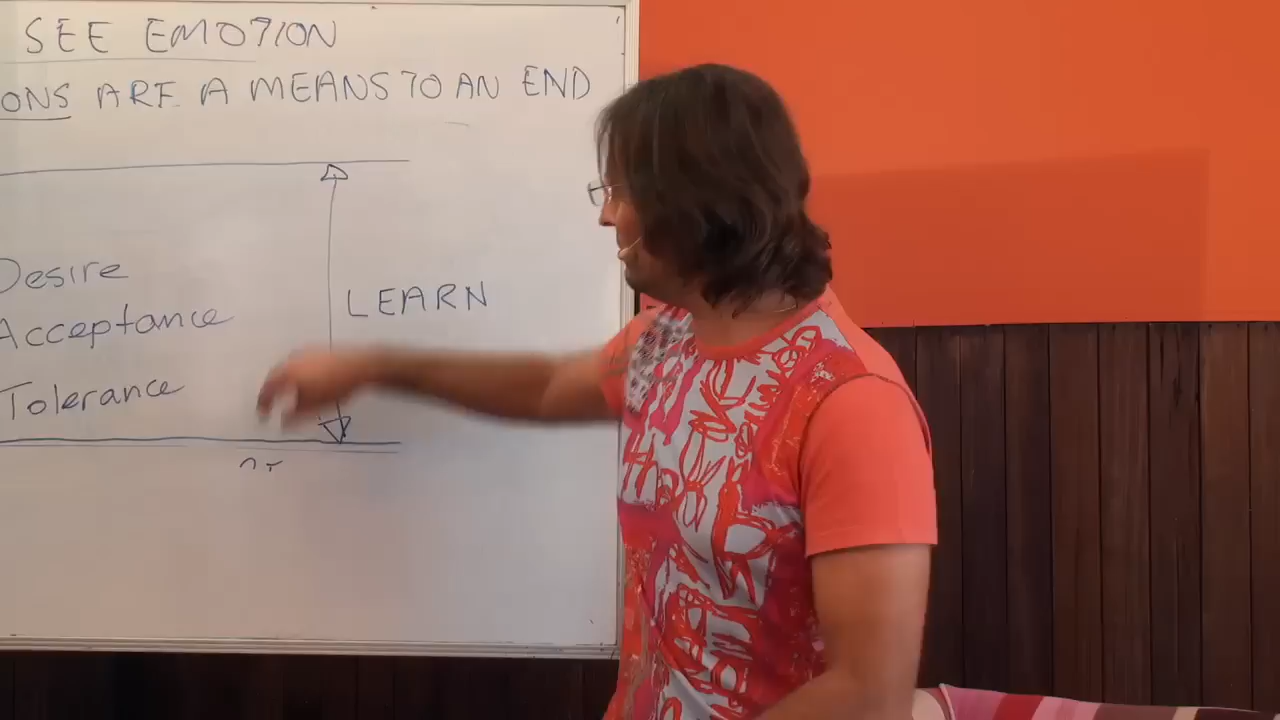 SEE EMOTION
ONS ARE A MEANS TO AN END
Desire
LEARN
Acceptance
Tolerance